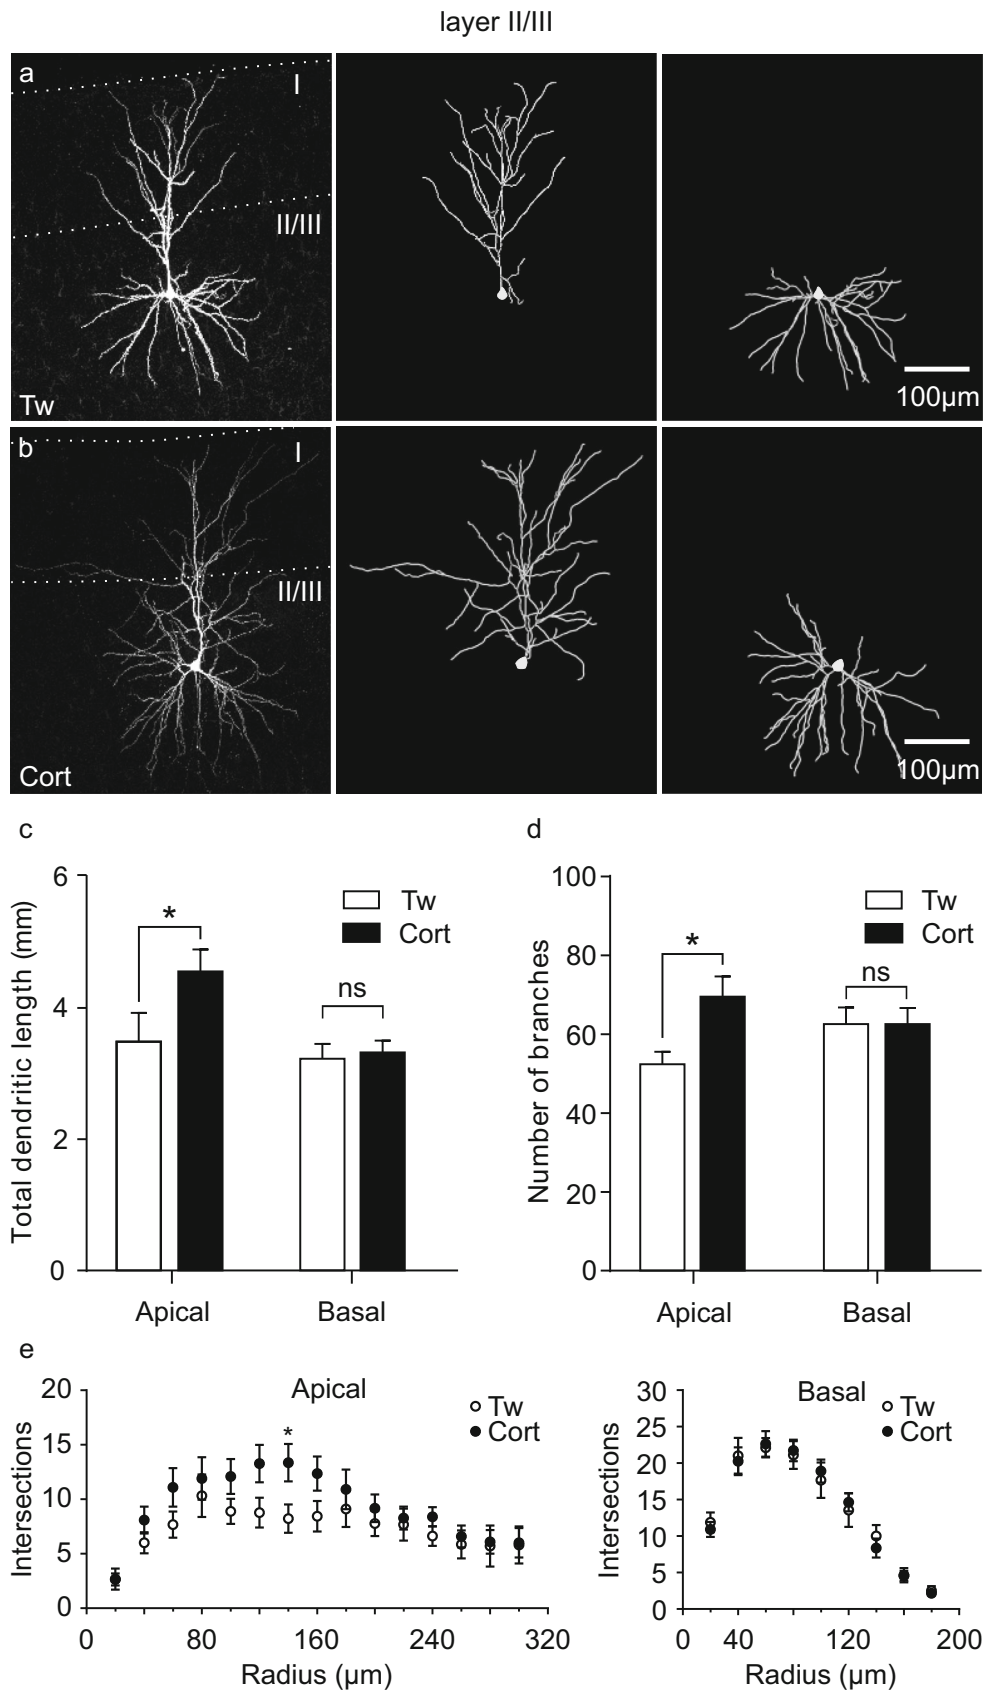 layer II/III
a
I
II/III
Tw
100µm
b
I
II/III
Cort
100µm
c
d
6
4
2
0
Total dendritic length (mm)
Tw
Cort
*
ns
Apical
Basal
100
80
60
40
20
0
Number of branches
Tw
Cort
*
ns
Apical
Basal
e
20
15
10
5
0
Intersections
Apical
Tw
Cort
*
0 80 160 240 320
Radius (µm)
30
25
20
15
10
5
0
Intersections
Basal
Tw
Cort
0 40 120 200
Radius (µm)